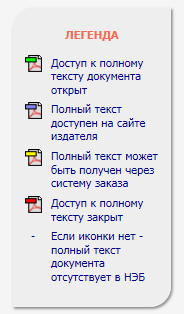 ЛЕГЕНДА
Доступ к полному
тексту документа
открыт
Полный текст
доступен на сайте
издателя
Полный текст может
быть получен через
систему заказа
Доступ к полному
тексту закрыт
- Если иконки нет -
полный текст
документа
отсутствует в НЭБ